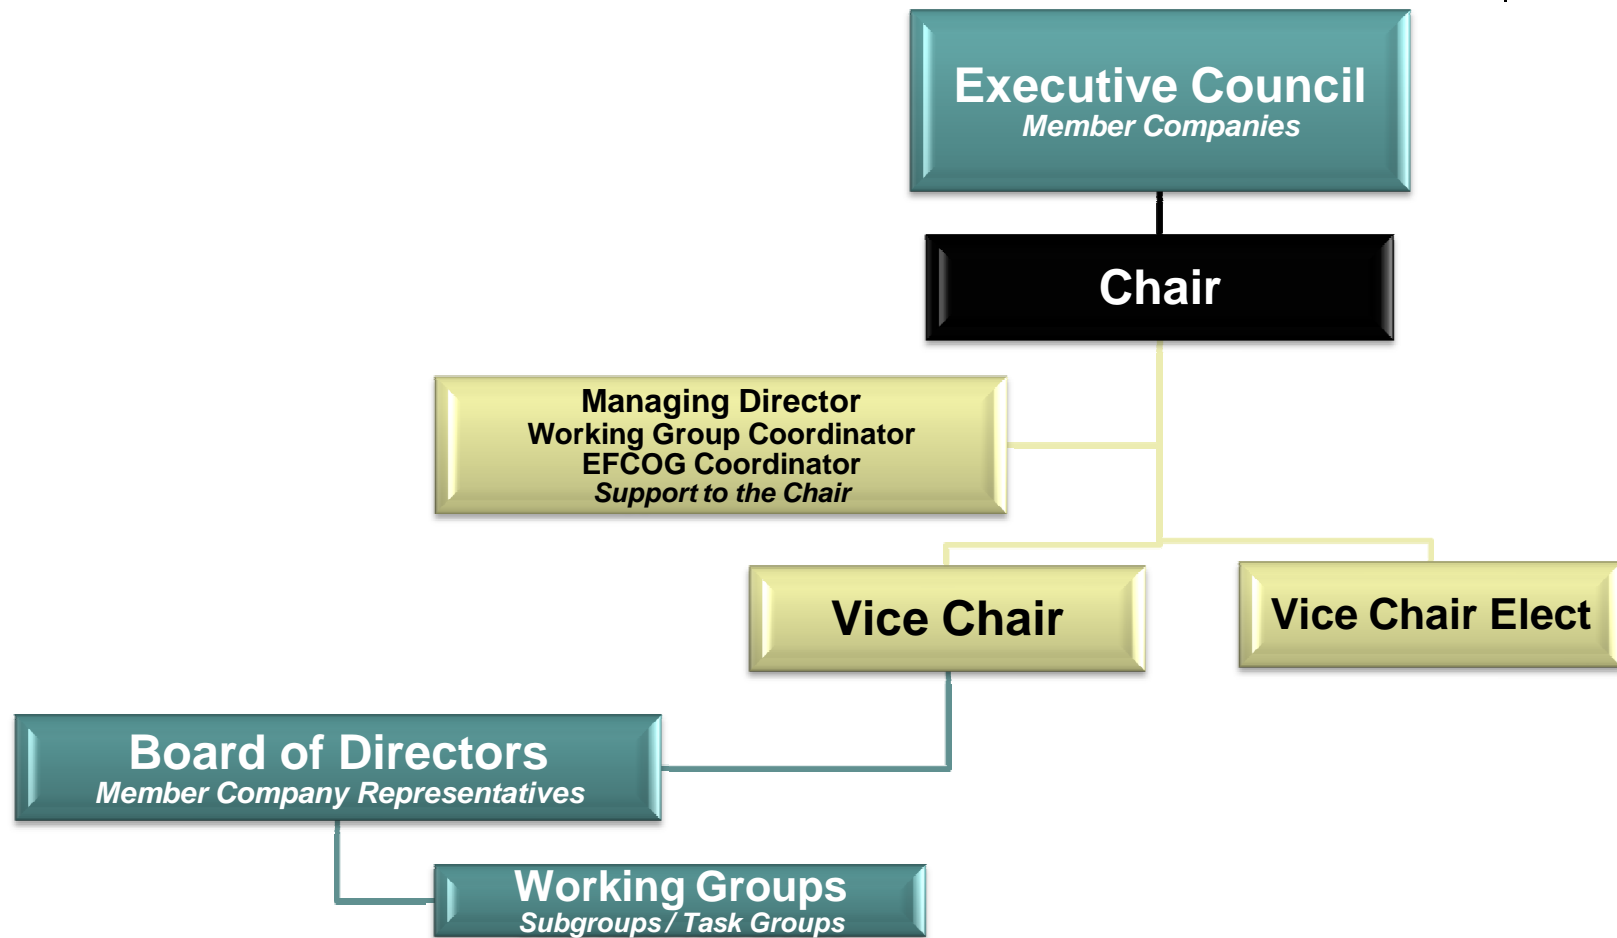 Executive Council
Member Companies
Chair
Managing Director
Working Group Coordinator
EFCOG Coordinator
Support to the Chair
Vice Chair
Vice Chair Elect
Board of Directors
Member Company Representatives
Working Groups
Subgroups / Task Groups